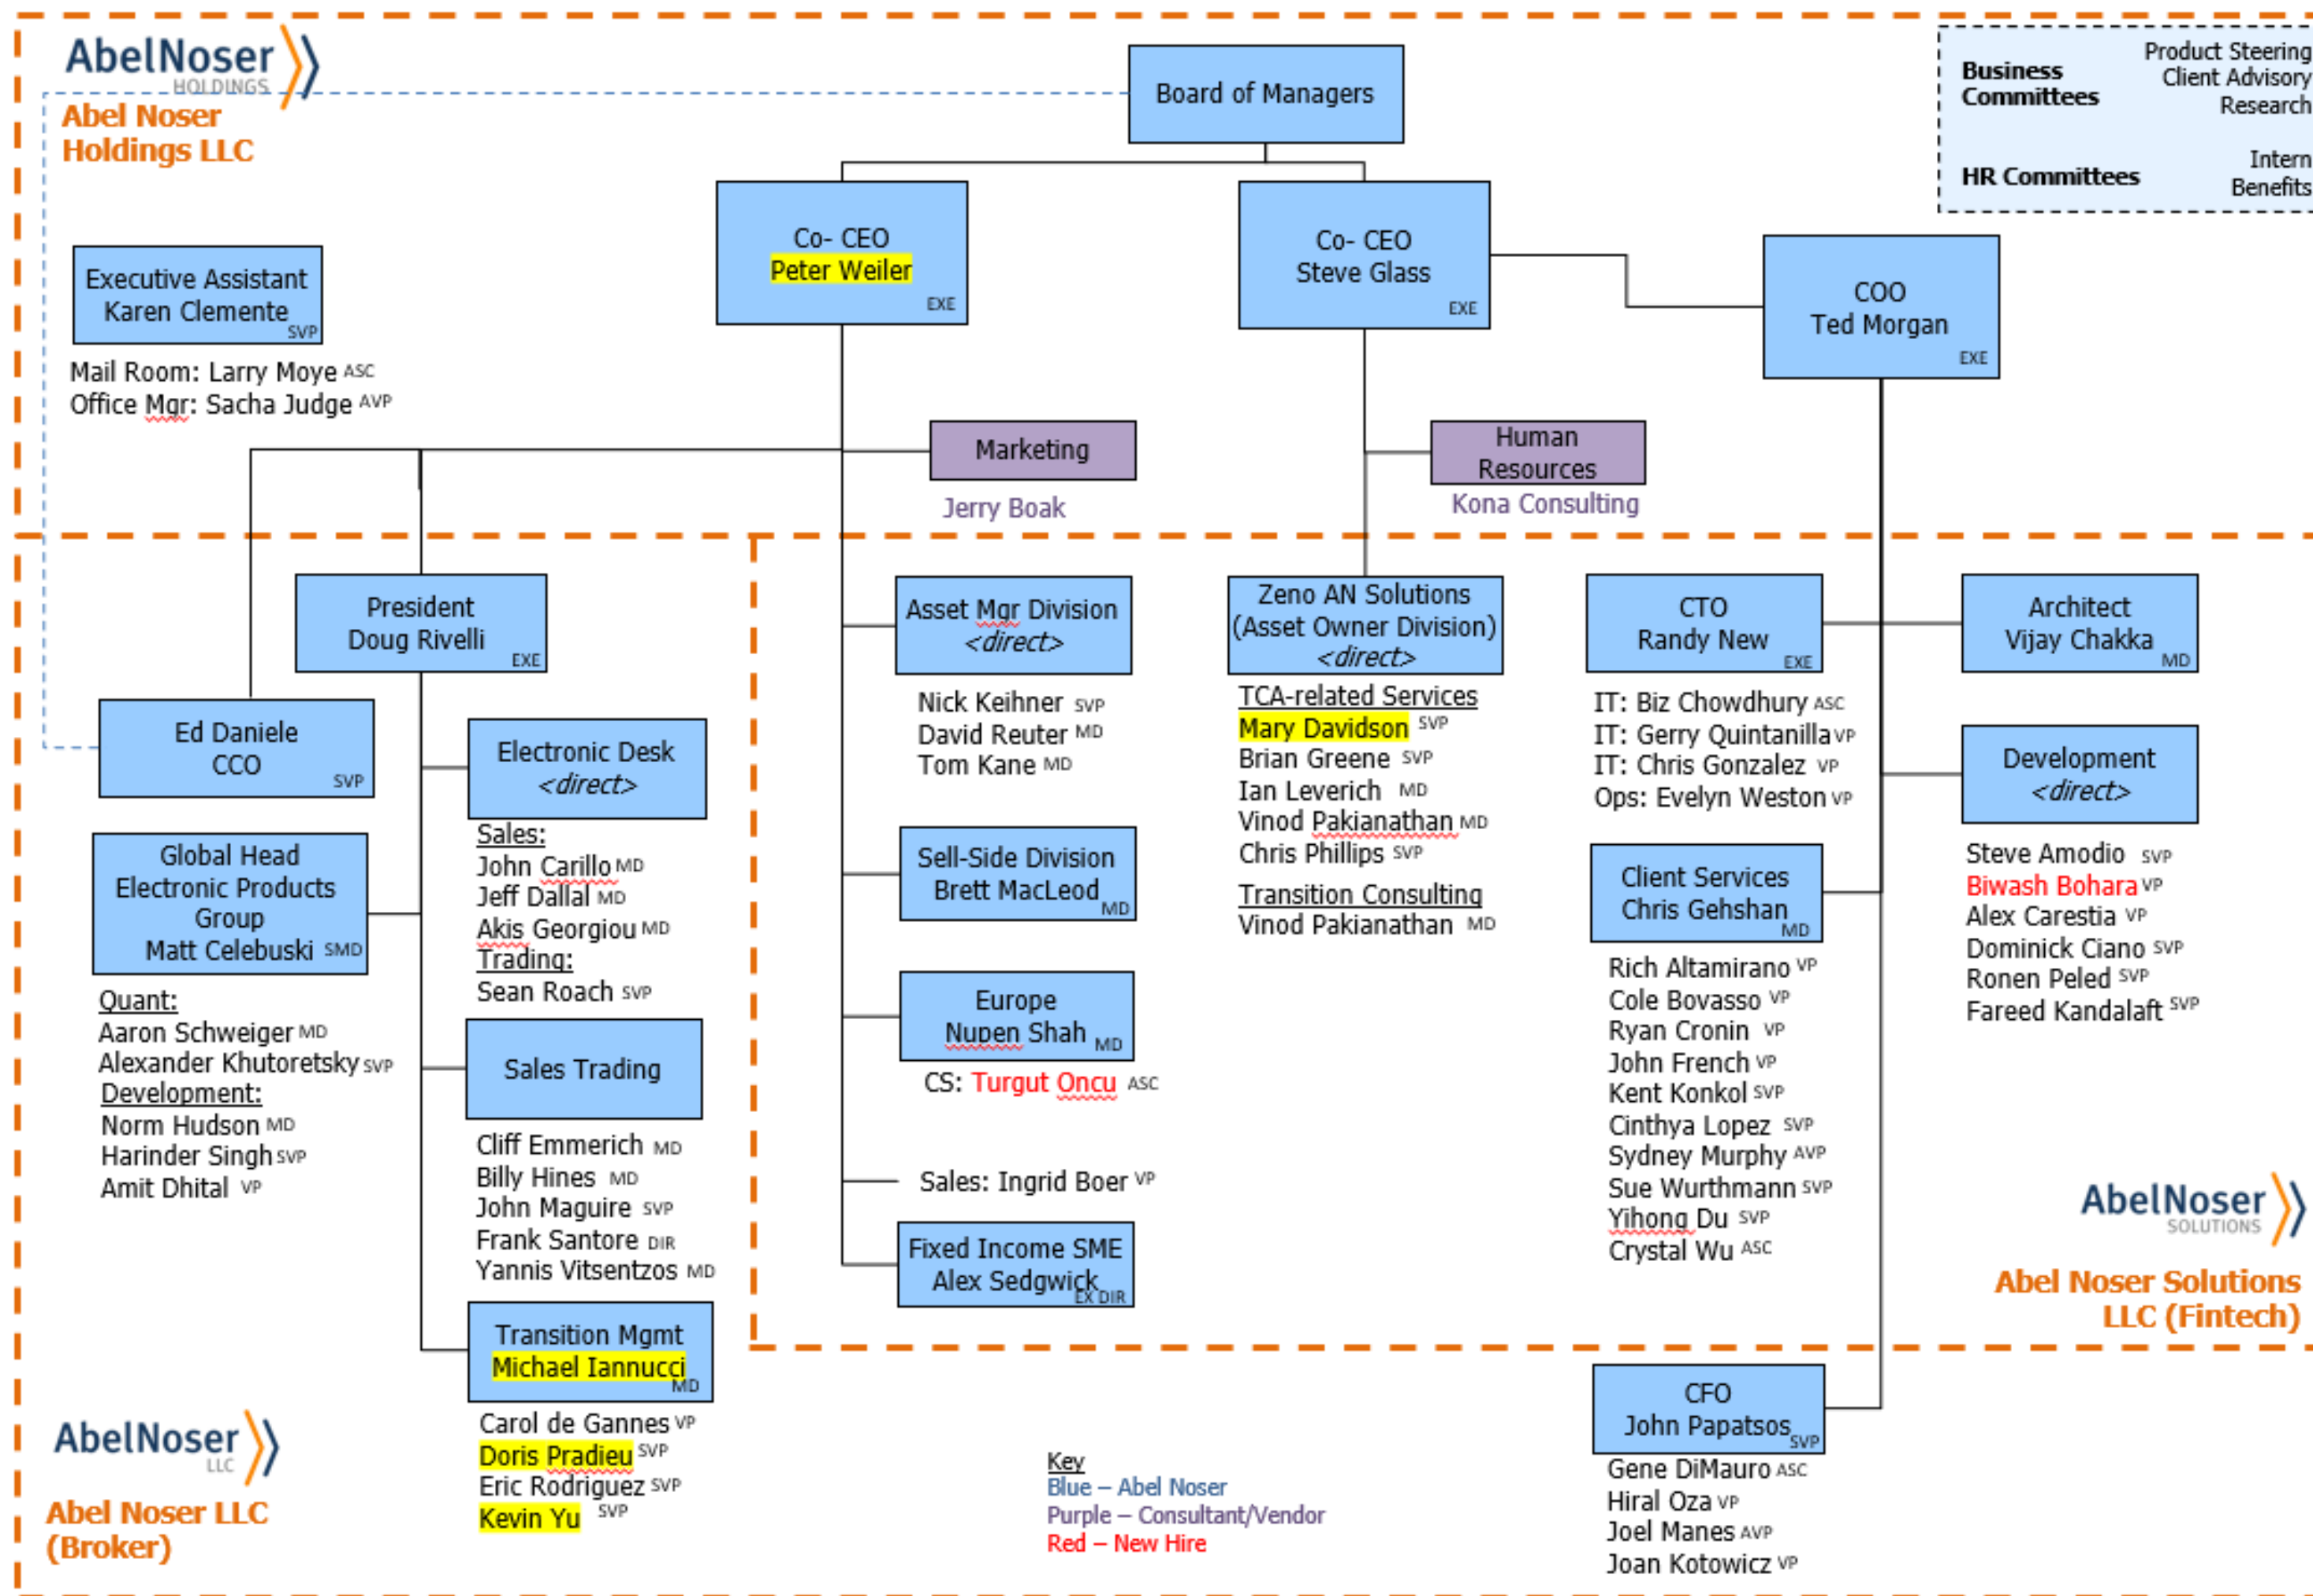 AbelNoser
HOLDINGS
Abel Noser
Holdings LLC
Board of Managers
Business
Committees
Product Steering
Client Advisory
Research
HR Committees
Intern
Benefits
Co- CEO
Peter Weiler
EXE
Co- CEO
Steve Glass
EXE
COO
Ted Morgan
EXE
Executive Assistant
Karen Clemente
SVP
Mail Room: Larry Moye ASC
Office Mgr: Sacha Judge AVP
Marketing
Jerry Boak
Human
Resources
Kona Consulting
President
Doug Rivelli
EXE
Ed Daniele
CCO
SVP
Global Head
Electronic Products
Group
Matt Celebuski SMD
Quant:
Aaron Schweiger MD
Alexander Khutoretsky SVP
Development:
Norm Hudson MD
Harinder Singh SVP
Amit Dhital VP
Electronic Desk
<direct>
Sales:
John Carillo MD
Jeff Dallal MD
Akis Georgiou MD
Trading:
Sean Roach SVP
Sales Trading
Cliff Emmerich MD
Billy Hines MD
John Maguire SVP
Frank Santore DIR
Yannis Vitsentzos MD
Transition Mgmt
Michael Iannucci
MD
Carol de Gannes VP
Doris Pradieu SVP
Eric Rodriguez SVP
Kevin Yu SVP
Asset Mgr Division
<direct>
Nick Keihner SVP
David Reuter MD
Tom Kane MD
Sell-Side Division
Brett MacLeod
MD
Europe
Nupen Shah MD
CS: Turgut Oncu ASC
Sales: Ingrid Boer VP
Fixed Income SME
Alex Sedgwick
EX DIR
Zeno AN Solutions
(Asset Owner Division)
<direct>
TCA-related Services
Mary Davidson SVP
Brian Greene SVP
Ian Leverich MD
Vinod Pakianathan MD
Chris Phillips SVP
Transition Consulting
Vinod Pakianathan MD
CTO
Randy New
EXE
IT: Biz Chowdhury ASC
IT: Gerry Quintanilla VP
IT: Chris Gonzalez VP
Ops: Evelyn Weston VP
Client Services
Chris Gehshan
MD
Rich Altamirano VP
Cole Bovasso VP
Ryan Cronin VP
John French VP
Kent Konkol SVP
Cinthya Lopez SVP
Sydney Murphy AVP
Sue Wurthmann SVP
Yihong Du SVP
Crystal Wu ASC
Architect
Vijay Chakka
MD
Development
<direct>
Steve Amodio SVP
Biwash Bohara VP
Alex Carestia VP
Dominick Ciano SVP
Ronen Peled SVP
Fareed Kandalaft SVP
AbelNoser
SOLUTIONS
Abel Noser Solutions
LLC (Fintech)
CFO
John Papatsos
SVP
Gene DiMauro ASC
Hiral Oza VP
Joel Manes AVP
Joan Kotowicz VP
AbelNoser
LLC
Abel Noser LLC
(Broker)
Key
Blue – Abel Noser
Purple – Consultant/Vendor
Red – New Hire